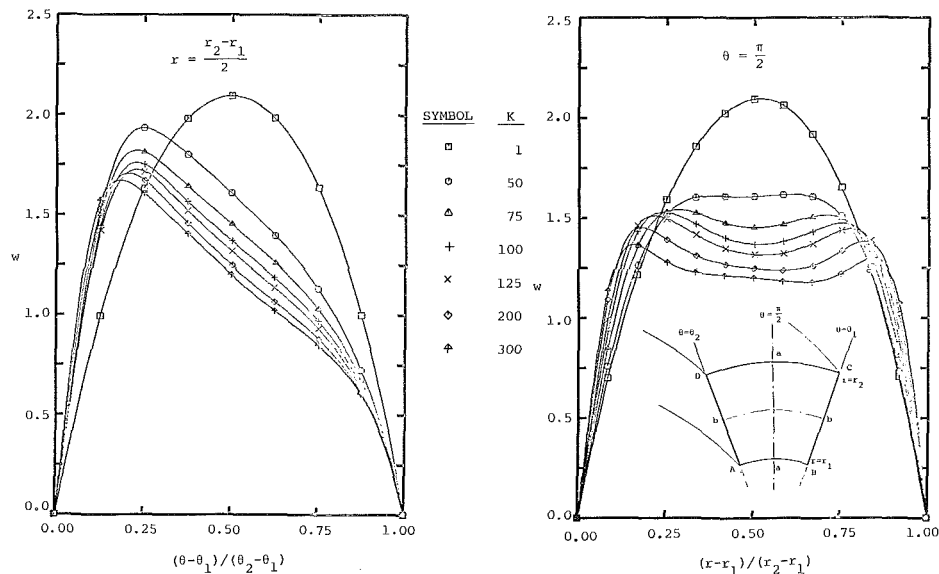 r = (r2-r1)/2
2.5
2.0
1.5
w
1.0
0.5
0.0
0.00 0.25 0.50 0.75 1.00
(θ-θ1)/(θ2-θ1)
SYMBOL K
1
50
75
100
125
200
300
θ = π/2
2.5
2.0
1.5
w
1.0
0.5
0.0
θ=π/2
θ=θ2
θ=θ1
a
D
C
r=r2
b
b
r=r1
A
a
B
0.00 0.25 0.50 0.75 1.00
(r-r1)/(r2-r1)